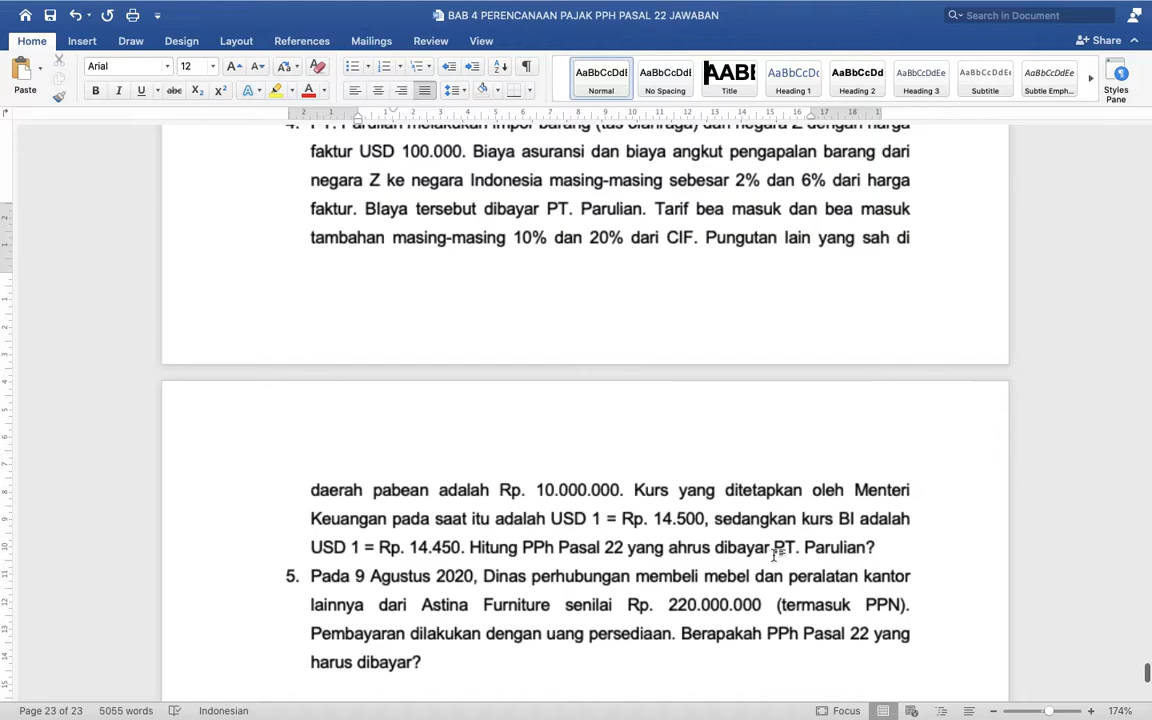 BAB 4 PERENCANAAN PAJAK PPH PASAL 22 JAWABAN
Search in Document
Home Insert Draw Design Layout References Mailings Review View
Share
Paste
Arial 12
AaBbCcDdE AaBbCcDdE AABE AaBbCcDc AaBbCcDd AaBbCcDdEe AaBbCcDdEe AaBbCcDdEe
Normal No Spacing Title Heading 1 Heading 2 Heading 3 Subtitle Subtle Emph... Styles Pane
4. PT. Parulian melakukan impor barang (tas olahraga) dari negara Z dengan harga
faktur USD 100.000. Biaya asuransi dan biaya angkut pengapalan barang dari
negara Z ke negara Indonesia masing-masing sebesar 2% dan 6% dari harga
faktur. BIaya tersebut dibayar PT. Parulian. Tarif bea masuk dan bea masuk
tambahan masing-masing 10% dan 20% dari CIF. Pungutan lain yang sah di
daerah pabean adalah Rp. 10.000.000. Kurs yang ditetapkan oleh Menteri
Keuangan pada saat itu adalah USD 1 = Rp. 14.500, sedangkan kurs BI adalah
USD 1 = Rp. 14.450. Hitung PPh Pasal 22 yang ahrus dibayar PT. Parulian?
5. Pada 9 Agustus 2020, Dinas perhubungan membeli mebel dan peralatan kantor
lainnya dari Astina Furniture senilai Rp. 220.000.000 (termasuk PPN).
Pembayaran dilakukan dengan uang persediaan. Berapakah PPh Pasal 22 yang
harus dibayar?
Page 23 of 23 5055 words Indonesian Focus 174%